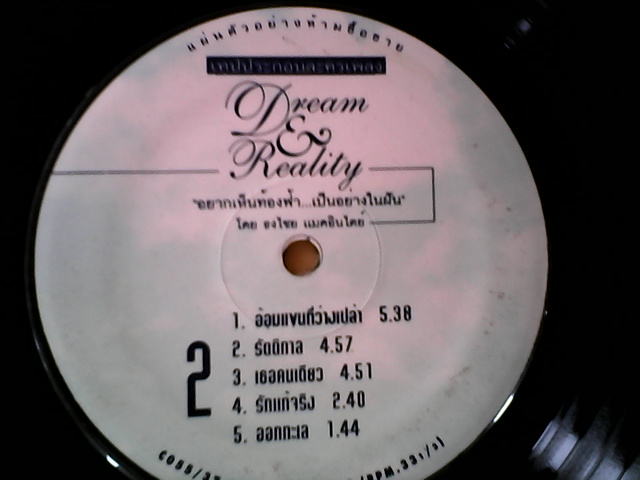 แผ่นตัวอย่างห้ามซื้อขาย
เทปประกอบละครเพลง
Dream
&
Reality
"อยากเห็นท้องฟ้า...เป็นอย่างในฝัน"
โดย ธงไชย แมคอินไตย์
2
1. อ้อมแขนที่ว่างเปล่า 5.38
2. รัตติกาล 4.57
3. เธอคนเดียว 4.51
4. รักแท้จริง 2.40
5. ออกทะเล 1.44